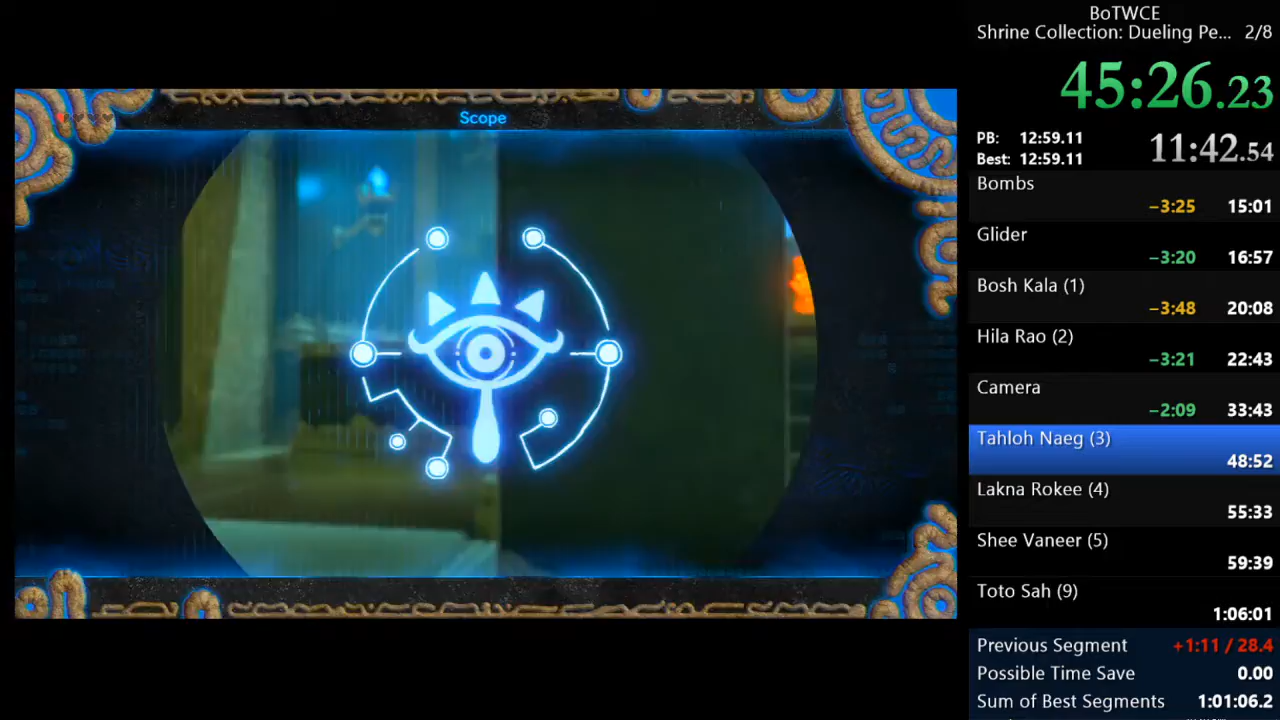 BoTWCE
Shrine Collection: Dueling Pe... 2/8
45:26.23
PB: 12:59.11
Best: 12:59.11
11:42.54
Scope
Bombs
−3:25 15:01
Glider
−3:20 16:57
Bosh Kala (1)
−3:48 20:08
Hila Rao (2)
−3:21 22:43
Camera
−2:09 33:43
Tahloh Naeg (3)
48:52
Lakna Rokee (4)
55:33
Shee Vaneer (5)
59:39
Toto Sah (9)
1:06:01
Previous Segment +1:11 / 28.4
Possible Time Save 0.00
Sum of Best Segments 1:01:06.2